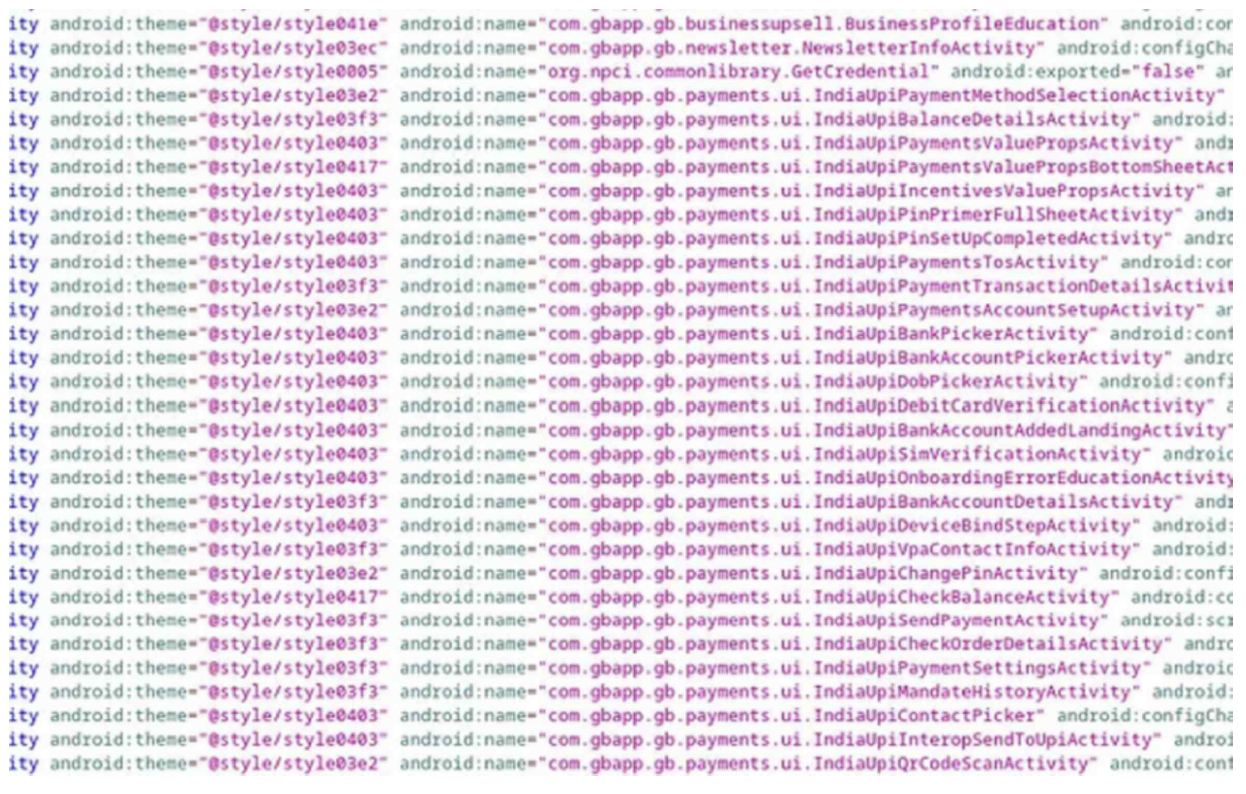 ity android:theme="@style/style041e" android:name="com.gbapp.gb.businessupsell.BusinessProfileEducation" android:con
ity android:theme="@style/style03ec" android:name="com.gbapp.gb.newsletter.NewsletterInfoActivity" android:configCha
ity android:theme="@style/style0005" android:name="org.npci.commonlibrary.GetCredential" android:exported="false" an
ity android:theme="@style/style03e2" android:name="com.gbapp.gb.payments.ui.IndiaUpiPaymentMethodSelectionActivity"
ity android:theme="@style/style03f3" android:name="com.gbapp.gb.payments.ui.IndiaUpiBalanceDetailsActivity" android:
ity android:theme="@style/style0403" android:name="com.gbapp.gb.payments.ui.IndiaUpiPaymentsValuePropsActivity" andr
ity android:theme="@style/style0417" android:name="com.gbapp.gb.payments.ui.IndiaUpiPaymentsValuePropsBottomSheetAct
ity android:theme="@style/style0403" android:name="com.gbapp.gb.payments.ui.IndiaUpiIncentivesValuePropsActivity" an
ity android:theme="@style/style0403" android:name="com.gbapp.gb.payments.ui.IndiaUpiPinPrimerFullSheetActivity" andr
ity android:theme="@style/style0403" android:name="com.gbapp.gb.payments.ui.IndiaUpiPinSetUpCompletedActivity" andro
ity android:theme="@style/style0403" android:name="com.gbapp.gb.payments.ui.IndiaUpiPaymentsTosActivity" android:con
ity android:theme="@style/style03f3" android:name="com.gbapp.gb.payments.ui.IndiaUpiPaymentTransactionDetailsActivit
ity android:theme="@style/style03e2" android:name="com.gbapp.gb.payments.ui.IndiaUpiPaymentsAccountSetupActivity" an
ity android:theme="@style/style0403" android:name="com.gbapp.gb.payments.ui.IndiaUpiBankPickerActivity" android:conf
ity android:theme="@style/style0403" android:name="com.gbapp.gb.payments.ui.IndiaUpiBankAccountPickerActivity" andro
ity android:theme="@style/style0403" android:name="com.gbapp.gb.payments.ui.IndiaUpiDobPickerActivity" android:confi
ity android:theme="@style/style0403" android:name="com.gbapp.gb.payments.ui.IndiaUpiDebitCardVerificationActivity" a
ity android:theme="@style/style0403" android:name="com.gbapp.gb.payments.ui.IndiaUpiBankAccountAddedLandingActivity"
ity android:theme="@style/style0403" android:name="com.gbapp.gb.payments.ui.IndiaUpiSimVerificationActivity" androic
ity android:theme="@style/style0403" android:name="com.gbapp.gb.payments.ui.IndiaUpiOnboardingErrorEducationActivity
ity android:theme="@style/style03f3" android:name="com.gbapp.gb.payments.ui.IndiaUpiBankAccountDetailsActivity" andr
ity android:theme="@style/style0403" android:name="com.gbapp.gb.payments.ui.IndiaUpiDeviceBindStepActivity" android:
ity android:theme="@style/style03f3" android:name="com.gbapp.gb.payments.ui.IndiaUpiVpaContactInfoActivity" android:
ity android:theme="@style/style03e2" android:name="com.gbapp.gb.payments.ui.IndiaUpiChangePinActivity" android:confi
ity android:theme="@style/style0417" android:name="com.gbapp.gb.payments.ui.IndiaUpiCheckBalanceActivity" android:co
ity android:theme="@style/style03f3" android:name="com.gbapp.gb.payments.ui.IndiaUpiSendPaymentActivity" android:scr
ity android:theme="@style/style03f3" android:name="com.gbapp.gb.payments.ui.IndiaUpiCheckOrderDetailsActivity" andro
ity android:theme="@style/style03f3" android:name="com.gbapp.gb.payments.ui.IndiaUpiPaymentSettingsActivity" androic
ity android:theme="@style/style03f3" android:name="com.gbapp.gb.payments.ui.IndiaUpiMandateHistoryActivity" android:
ity android:theme="@style/style0403" android:name="com.gbapp.gb.payments.ui.IndiaUpiContactPicker" android:configCha
ity android:theme="@style/style0403" android:name="com.gbapp.gb.payments.ui.IndiaUpiInteropSendToUpiActivity" androi
ity android:theme="@style/style03e2" android:name="com.gbapp.gb.payments.ui.IndiaUpiQrCodeScanActivity" android:conf